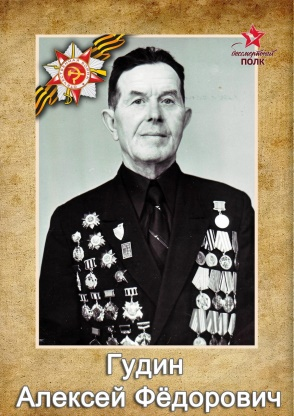 бессмертный
ПОЛК
Гудин
Алексей Фёдорович